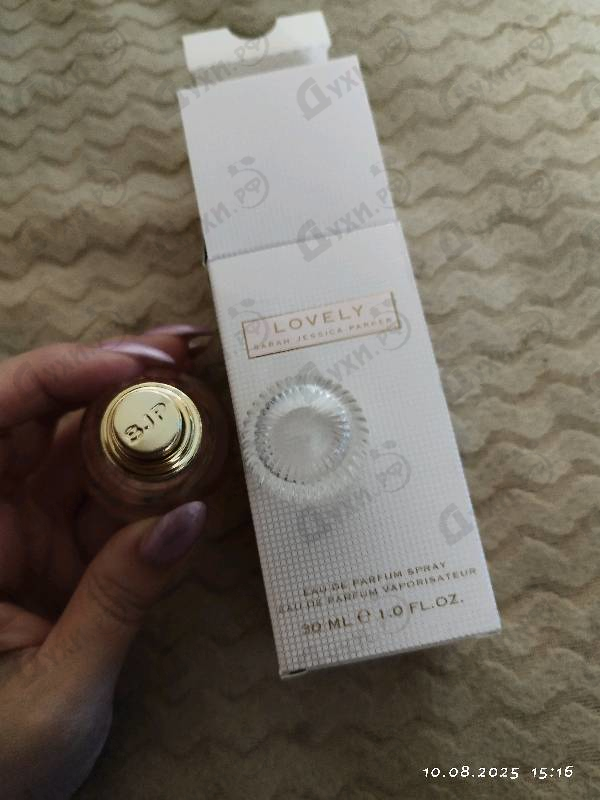 LOVELY
SARAH JESSICA PARKER
SJP
EAU DE PARFUM SPRAY
EAU DE PARFUM VAPORISATEUR
30 ML ℮ 1.0 FL.OZ.
Духи.рф
10.08.2025 15:16